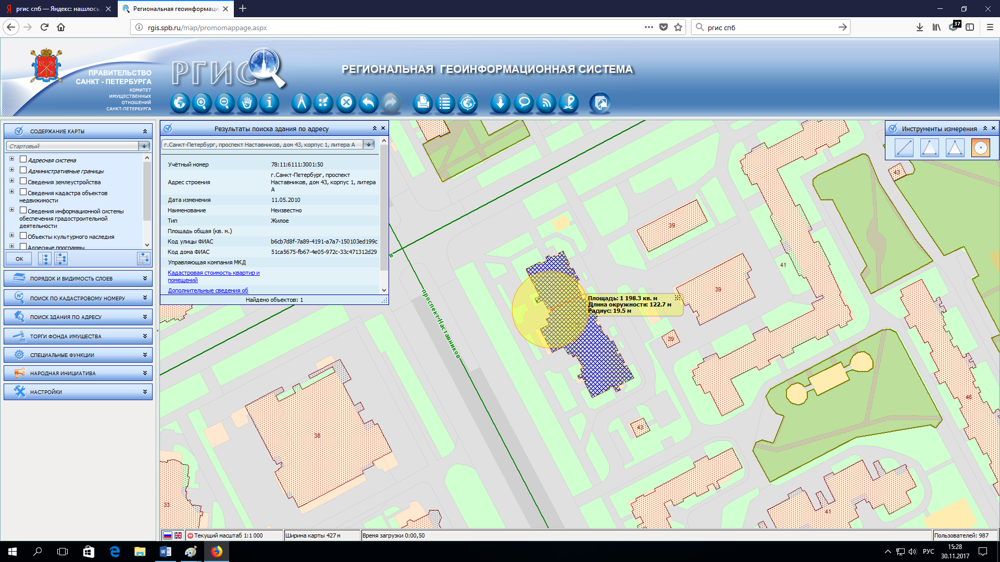 ргис спб — Яндекс: нашлось
Региональная геоинформаци
rgis.spb.ru/map/promomappage.aspx
ргис спб
37
ПРАВИТЕЛЬСТВО
САНКТ - ПЕТЕРБУРГА
КОМИТЕТ
ИМУЩЕСТВЕННЫХ
ОТНОШЕНИЙ
САНКТ-ПЕТЕРБУРГА
РГИС
РЕГИОНАЛЬНАЯ ГЕОИНФОРМАЦИОННАЯ СИСТЕМА
СОДЕРЖАНИЕ КАРТЫ
Стартовый
Адресная система
Административные границы
Сведения землеустройства
Сведения кадастра объектов
недвижимости
Сведения информационной системы
обеспечения градостроительной
деятельности
Объекты культурного наследия
Адресные программы
ОК
ПОРЯДОК И ВИДИМОСТЬ СЛОЕВ
ПОИСК ПО КАДАСТРОВОМУ НОМЕРУ
ПОИСК ЗДАНИЯ ПО АДРЕСУ
ТОРГИ ФОНДА ИМУЩЕСТВА
СПЕЦИАЛЬНЫЕ ФУНКЦИИ
НАРОДНАЯ ИНИЦИАТИВА
НАСТРОЙКИ
Результаты поиска здания по адресу
г.Санкт-Петербург, проспект Наставников, дом 43, корпус 1, литера А
Учётный номер 78:11:6111:3001:50
Адрес строения г.Санкт-Петербург, проспект
Наставников, дом 43, корпус 1, литера
А
Дата изменения 11.05.2010
Наименование Неизвестно
Тип Жилое
Площадь общая (кв. м.)
Код улицы ФИАС b6cb7d8f-7a89-4191-a7a7-150103ed199c
Код дома ФИАС 51ca5675-fb67-4e05-972c-33c471312d29
Управляющая компания МКД
Кадастровая стоимость квартир и
помещений
Дополнительные сведения об
Найдено объектов: 1
Инструменты измерения
43
39
41
39
Площадь: 1 198.3 кв. м
Длина окружности: 122.7 м
Радиус: 19.5 м
проспект-Наставников
39
46
43
38
33
41
Текущий масштаб 1:1 000
Ширина карты 427 м
Время загрузки 0:00,50
Пользователей: 987
РУС
15:28
30.11.2017